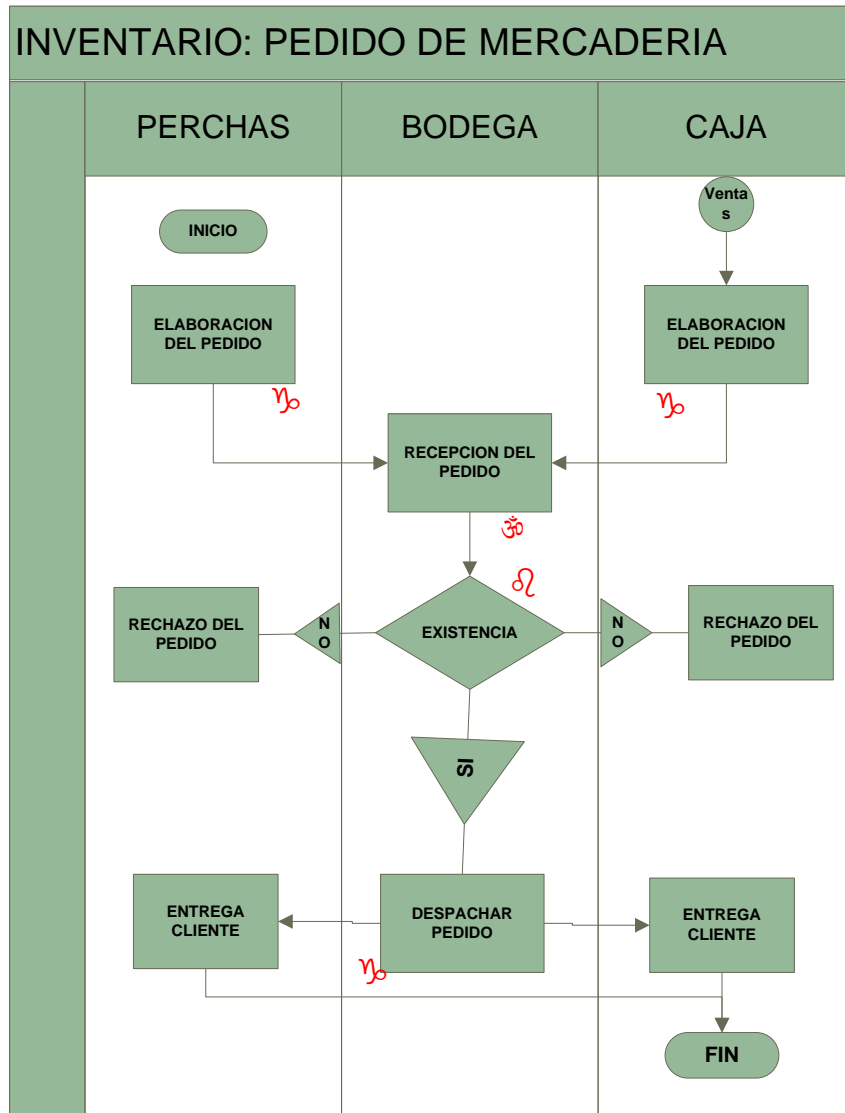 INVENTARIO: PEDIDO DE MERCADERIA
PERCHAS
BODEGA
CAJA
Venta
s
INICIO
ELABORACION
DEL PEDIDO
ELABORACION
DEL PEDIDO
♑
♑
RECEPCION DEL
PEDIDO
ॐ
♌
RECHAZO DEL
PEDIDO
N
O
EXISTENCIA
N
O
RECHAZO DEL
PEDIDO
SI
ENTREGA
CLIENTE
DESPACHAR
PEDIDO
ENTREGA
CLIENTE
♑
FIN